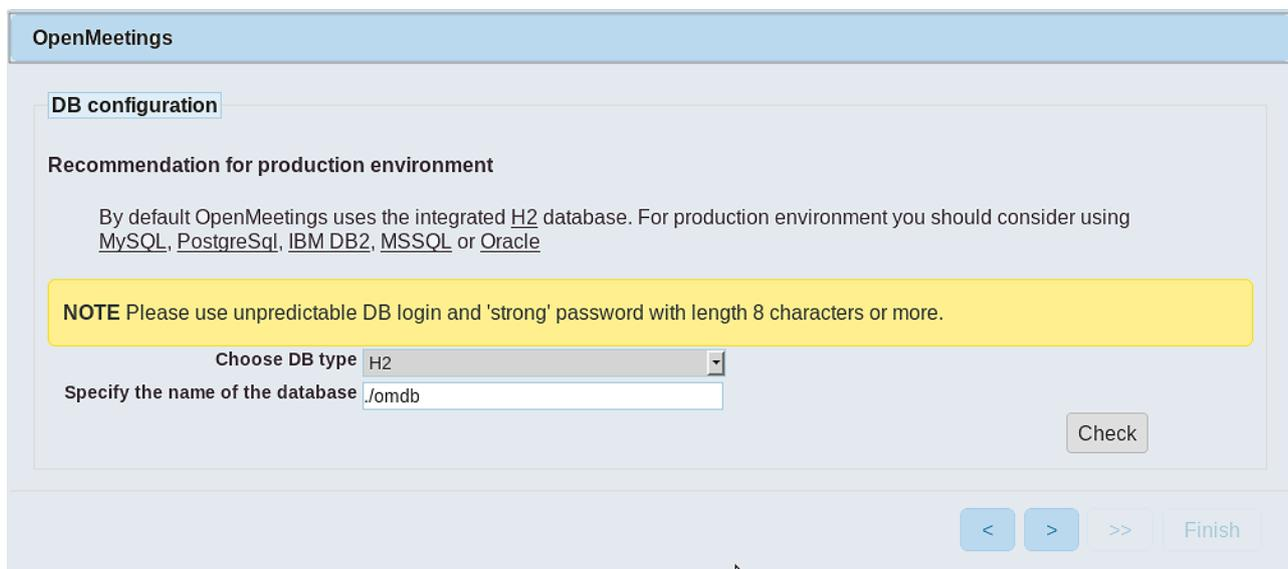 OpenMeetings
DB configuration
Recommendation for production environment
By default OpenMeetings uses the integrated H2 database. For production environment you should consider using
MySQL, PostgreSql, IBM DB2, MSSQL or Oracle
NOTE Please use unpredictable DB login and 'strong' password with length 8 characters or more.
Choose DB type H2
Specify the name of the database ./omdb
Check
< > >> Finish